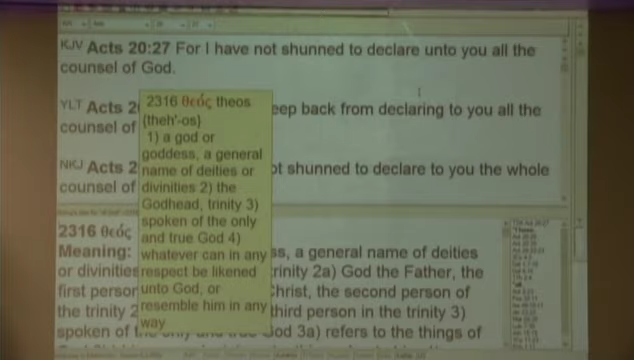 KJV Acts 20:27 For I have not shunned to declare unto you all the
counsel of God.
YLT Acts 2
eep back from declaring to you all the
counsel of
NKJ Acts 2
ot shunned to declare to you the whole
counsel of
2316 θεός theos
{theh'-os}
1) a god or
goddess, a general
name of deities or
divinities 2) the
Godhead, trinity 3)
spoken of the only
and true God 4)
whatever can in any
respect be likened
unto God, or
resemble him in any
way
2316 θεός
Meaning:
ss, a general name of deities
or divinities
rinity 2a) God the Father, the
first person
Christ, the second person of
the trinity 2
third person in the trinity 3)
spoken of
God 3a) refers to the things of